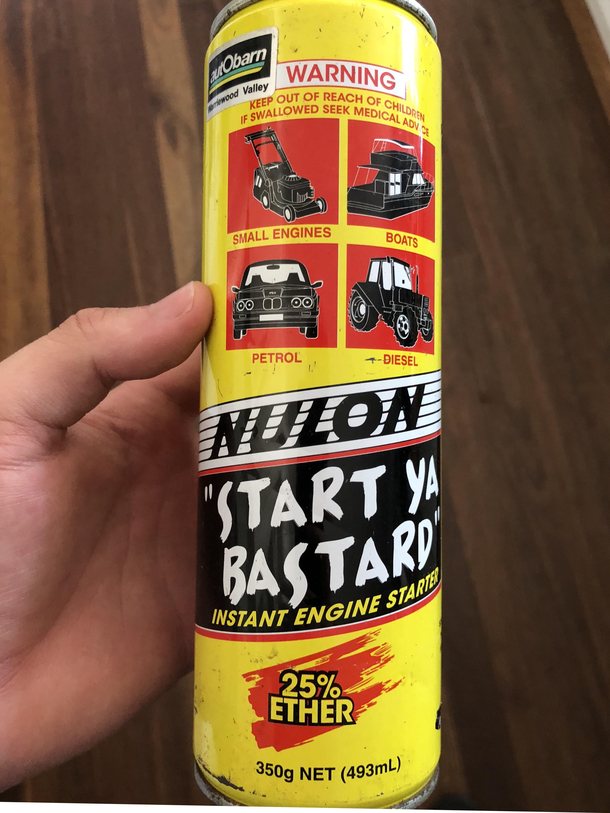 autObarn
Warriewood Valley
WARNING
KEEP OUT OF REACH OF CHILDREN
IF SWALLOWED SEEK MEDICAL ADVICE
SMALL ENGINES
BOATS
PETROL
DIESEL
NULON
"START YA
BASTARD"
INSTANT ENGINE STARTER
25%
ETHER
350g NET (493mL)